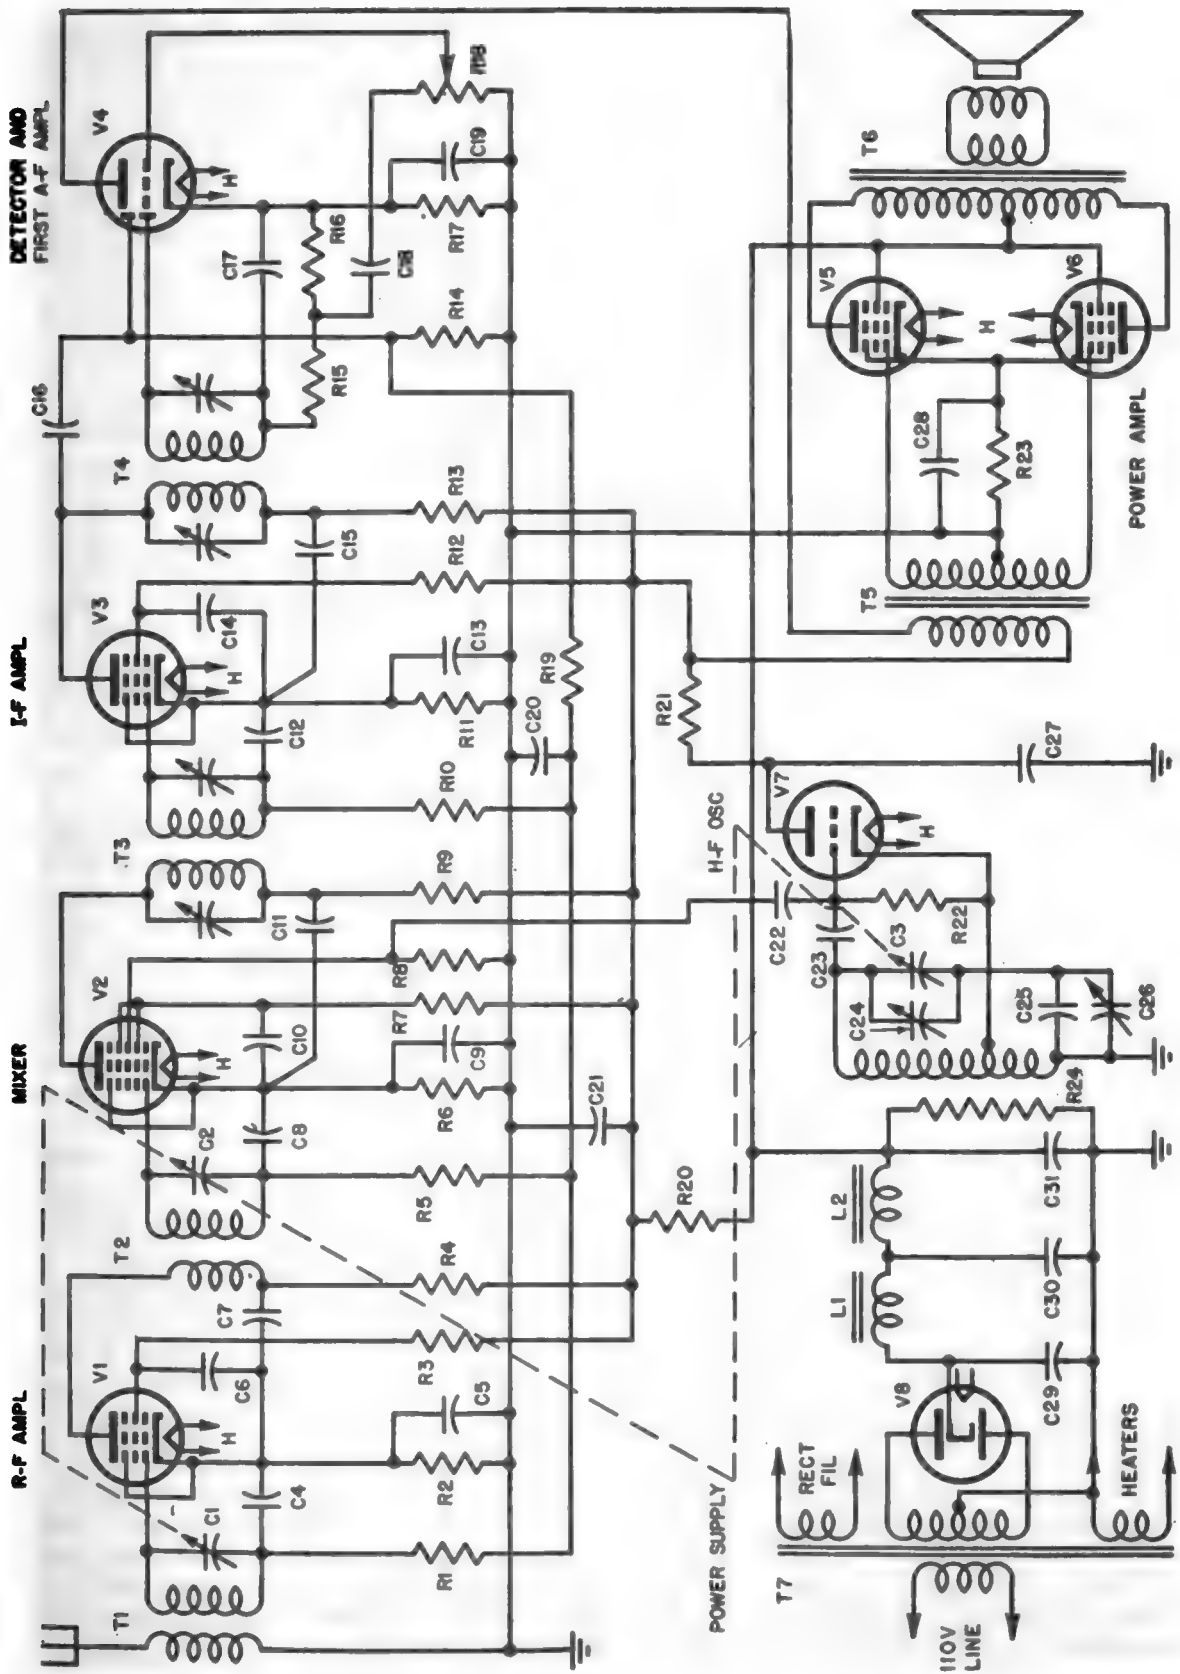 R-F AMPL
MIXER
I-F AMPL
DETECTOR AND
FIRST A-F AMPL
T1
C1
V1
C4
C6
C7
H
R1
R2
C5
R3
R4
T2
C2
V2
C8
C10
C11
H
R5
R6
C9
R7
R8
R9
T3
V3
C12
C14
C15
H
R10
R11
C13
R12
R13
T4
C16
V4
C17
H
R15
R16
C18
R14
R17
C19
R18
C20
R19
C21
R20
R21
POWER SUPPLY
H-F OSC
V7
H
C22
C23
C3
C24
R22
C25
C26
C27
T5
V5
V6
H
C28
R23
T6
POWER AMPL
T7
110V
LINE
RECT
FIL
HEATERS
V8
L1
L2
C29
C30
C31
R24